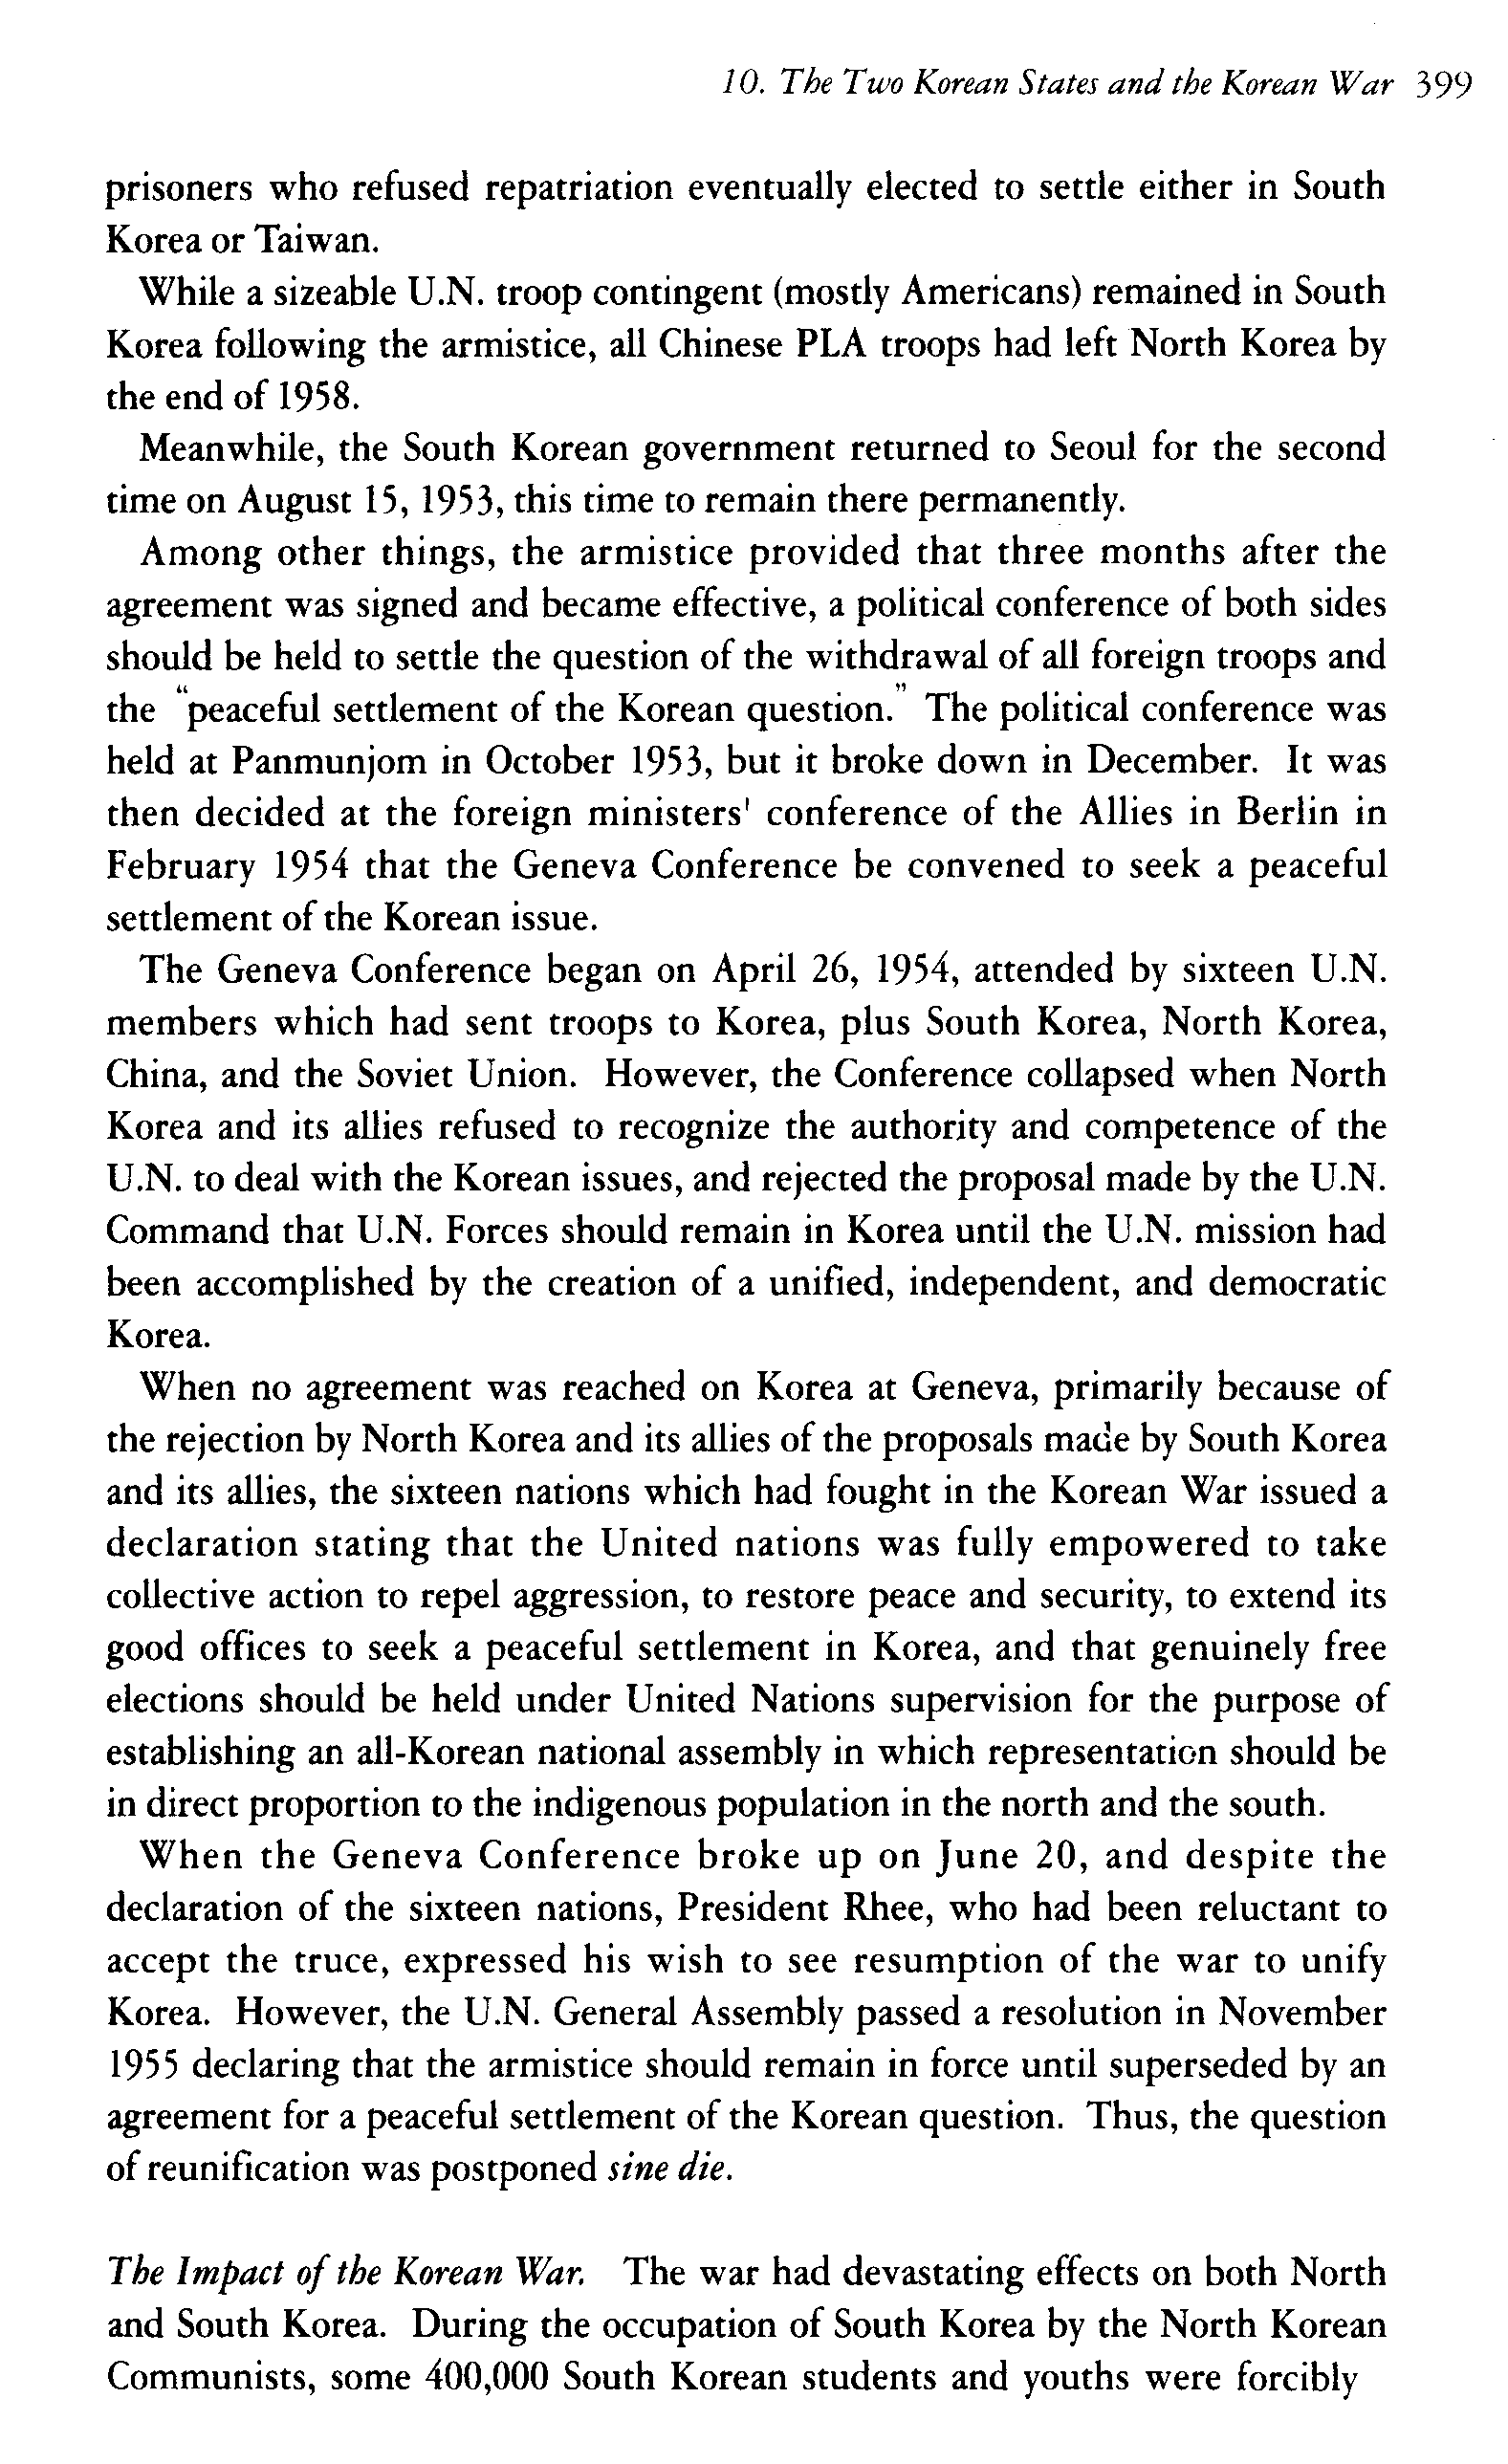 10. The Two Korean States and the Korean War 399
prisoners who refused repatriation eventually elected to settle either in South
Korea or Taiwan.
While a sizeable U.N. troop contingent (mostly Americans) remained in South
Korea following the armistice, all Chinese PLA troops had left North Korea by
the end of 1958.
Meanwhile, the South Korean government returned to Seoul for the second
time on August 15, 1953, this time to remain there permanently.
Among other things, the armistice provided that three months after the
agreement was signed and became effective, a political conference of both sides
should be held to settle the question of the withdrawal of all foreign troops and
the "peaceful settlement of the Korean question." The political conference was
held at Panmunjom in October 1953, but it broke down in December. It was
then decided at the foreign ministers' conference of the Allies in Berlin in
February 1954 that the Geneva Conference be convened to seek a peaceful
settlement of the Korean issue.
The Geneva Conference began on April 26, 1954, attended by sixteen U.N.
members which had sent troops to Korea, plus South Korea, North Korea,
China, and the Soviet Union. However, the Conference collapsed when North
Korea and its allies refused to recognize the authority and competence of the
U.N. to deal with the Korean issues, and rejected the proposal made by the U.N.
Command that U.N. Forces should remain in Korea until the U.N. mission had
been accomplished by the creation of a unified, independent, and democratic
Korea.
When no agreement was reached on Korea at Geneva, primarily because of
the rejection by North Korea and its allies of the proposals made by South Korea
and its allies, the sixteen nations which had fought in the Korean War issued a
declaration stating that the United nations was fully empowered to take
collective action to repel aggression, to restore peace and security, to extend its
good offices to seek a peaceful settlement in Korea, and that genuinely free
elections should be held under United Nations supervision for the purpose of
establishing an all-Korean national assembly in which representation should be
in direct proportion to the indigenous population in the north and the south.
When the Geneva Conference broke up on June 20, and despite the
declaration of the sixteen nations, President Rhee, who had been reluctant to
accept the truce, expressed his wish to see resumption of the war to unify
Korea. However, the U.N. General Assembly passed a resolution in November
1955 declaring that the armistice should remain in force until superseded by an
agreement for a peaceful settlement of the Korean question. Thus, the question
of reunification was postponed sine die.
The Impact of the Korean War. The war had devastating effects on both North
and South Korea. During the occupation of South Korea by the North Korean
Communists, some 400,000 South Korean students and youths were forcibly